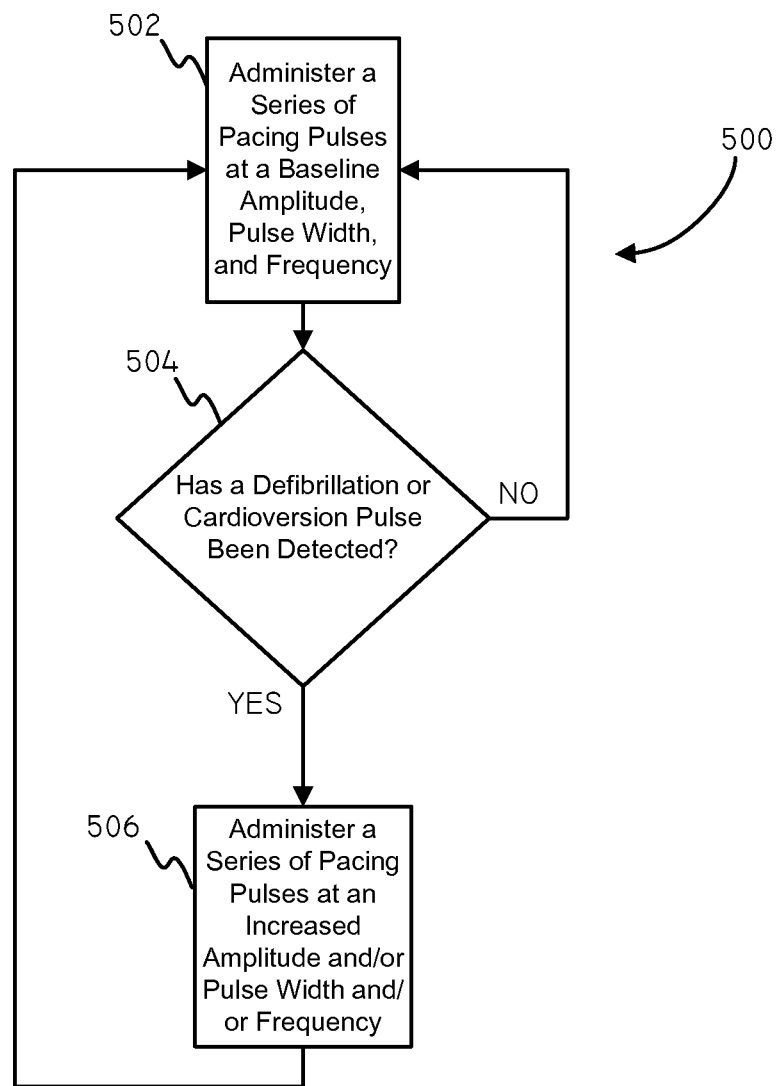 502
Administer a
Series of
Pacing Pulses
at a Baseline
Amplitude,
Pulse Width,
and Frequency
500
504
Has a Defibrillation or
Cardioversion Pulse
Been Detected?
NO
YES
506
Administer a
Series of Pacing
Pulses at an
Increased
Amplitude and/or
Pulse Width and/
or Frequency